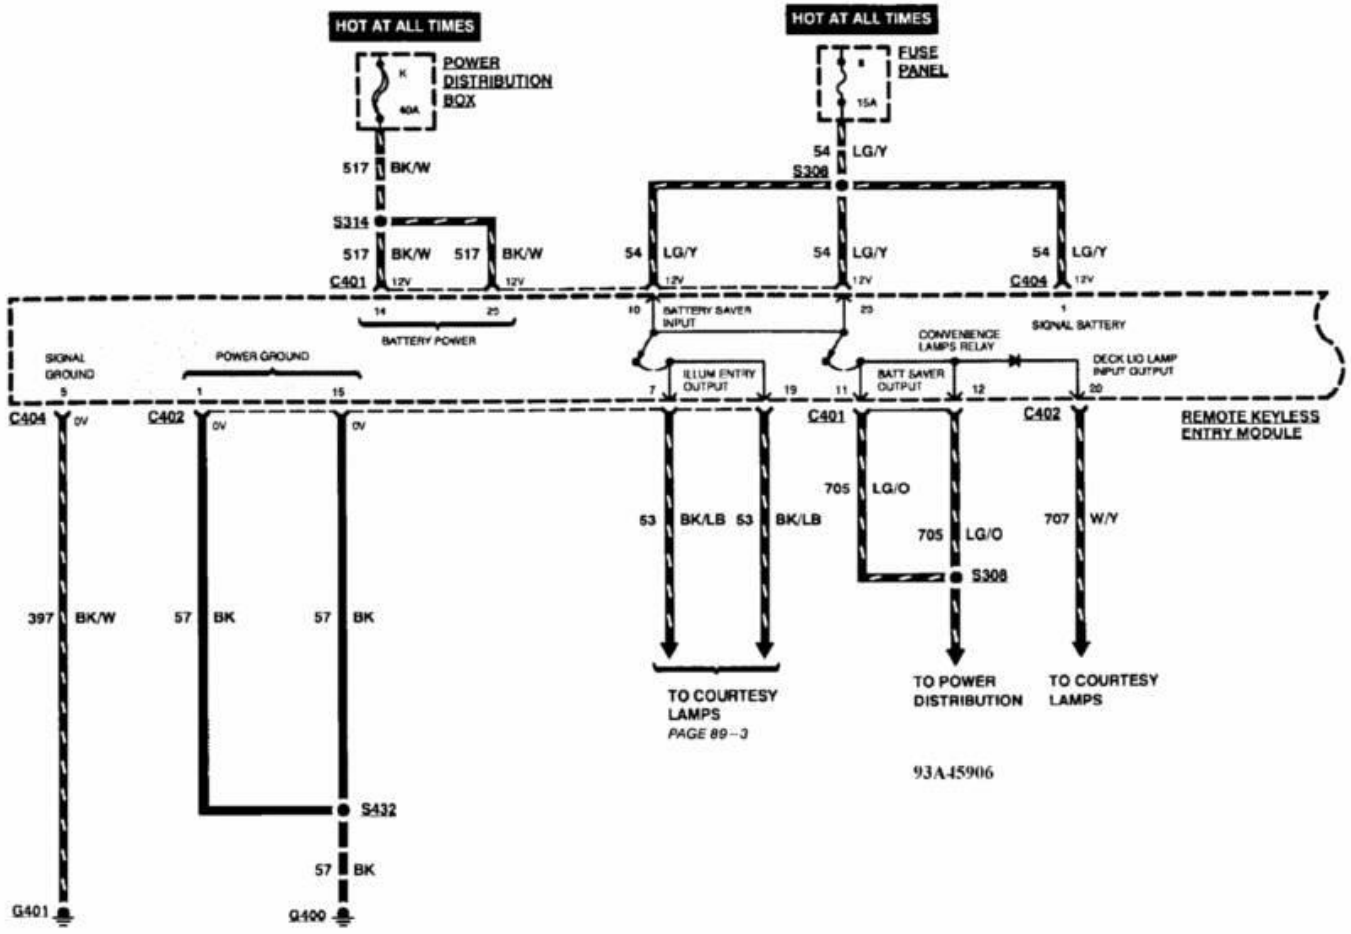 HOT AT ALL TIMES
HOT AT ALL TIMES
K
40A
POWER
DISTRIBUTION
BOX
15A
FUSE
PANEL
517 BK/W
54 LG/Y
S308
S314
517 BK/W 517 BK/W
54 LG/Y
54 LG/Y
54 LG/Y
C401 12V 12V
12V
12V
C404 12V
14 25
BATTERY POWER
10 BATTERY SAVER
INPUT
23
1
SIGNAL BATTERY
CONVENIENCE
LAMPS RELAY
SIGNAL
GROUND
5
POWER GROUND
1 15
ILLUM ENTRY
OUTPUT
7 19
BATT SAVER
OUTPUT
11 12
DECK LID LAMP
INPUT OUTPUT
20
C404 0V
C402 0V
0V
C401
C402
REMOTE KEYLESS
ENTRY MODULE
705 LG/O
53 BK/LB 53 BK/LB
705 LG/O
707 W/Y
S308
397 BK/W
57 BK
57 BK
TO COURTESY
LAMPS
PAGE 89-3
TO POWER
DISTRIBUTION
TO COURTESY
LAMPS
93A45906
S432
57 BK
G401
G400